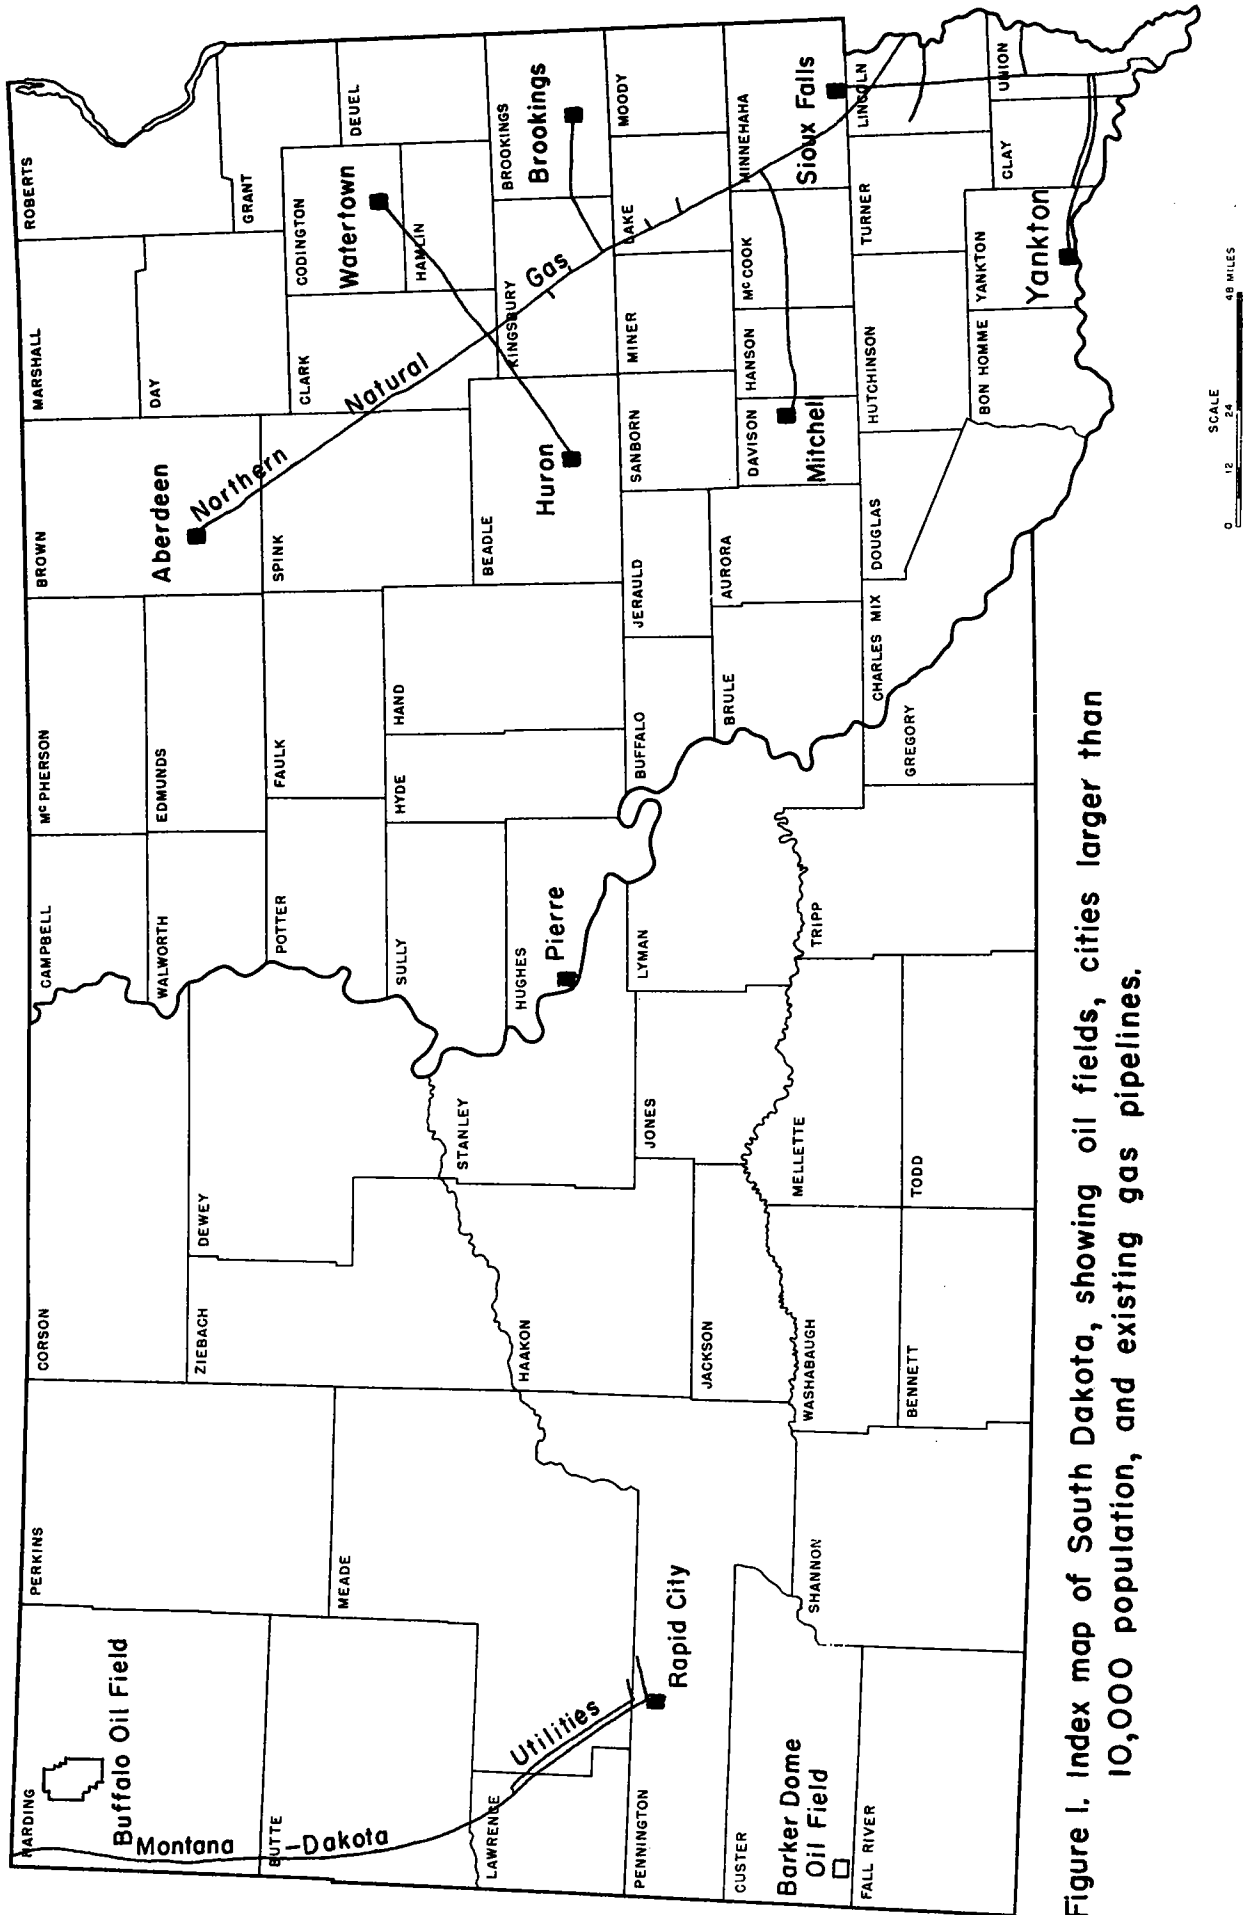 HARDING
PERKINS
CORSON
CAMPBELL
McPHERSON
BROWN
MARSHALL
ROBERTS
Buffalo Oil Field
WALWORTH
EDMUNDS
DAY
Aberdeen
GRANT
Montana
-Dakota
Utilities
BUTTE
MEADE
ZIEBACH
DEWEY
POTTER
FAULK
SPINK
Northern
Natural
Gas
CLARK
CODINGTON
Watertown
DEUEL
HAMLIN
LAWRENCE
HAAKON
STANLEY
SULLY
HYDE
HAND
BEADLE
Huron
KINGSBURY
BROOKINGS
Brookings
HUGHES
Pierre
PENNINGTON
Rapid City
JACKSON
JONES
LYMAN
BUFFALO
JERAULD
SANBORN
MINER
LAKE
MOODY
CUSTER
Barker Dome
Oil Field
SHANNON
WASHABAUGH
MELLETTE
TRIPP
BRULE
AURORA
DAVISON
Mitchell
HANSON
McCOOK
MINNEHAHA
Sioux Falls
FALL RIVER
BENNETT
TODD
GREGORY
CHARLES MIX
DOUGLAS
HUTCHINSON
TURNER
LINCOLN
BON HOMME
YANKTON
Yankton
CLAY
UNION
Figure 1. Index map of South Dakota, showing oil fields, cities larger than
10,000 population, and existing gas pipelines.
SCALE
0 12 24 48 MILES